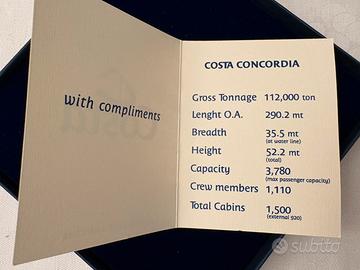 with compliments
COSTA CONCORDIA
Gross Tonnage 112,000 ton
Lenght O.A. 290.2 mt
Breadth 35.5 mt
(at water line)
Height 52.2 mt
(total)
Capacity 3,780
(max passenger capacity)
Crew members 1,110
Total Cabins 1,500
(external 920)
subito